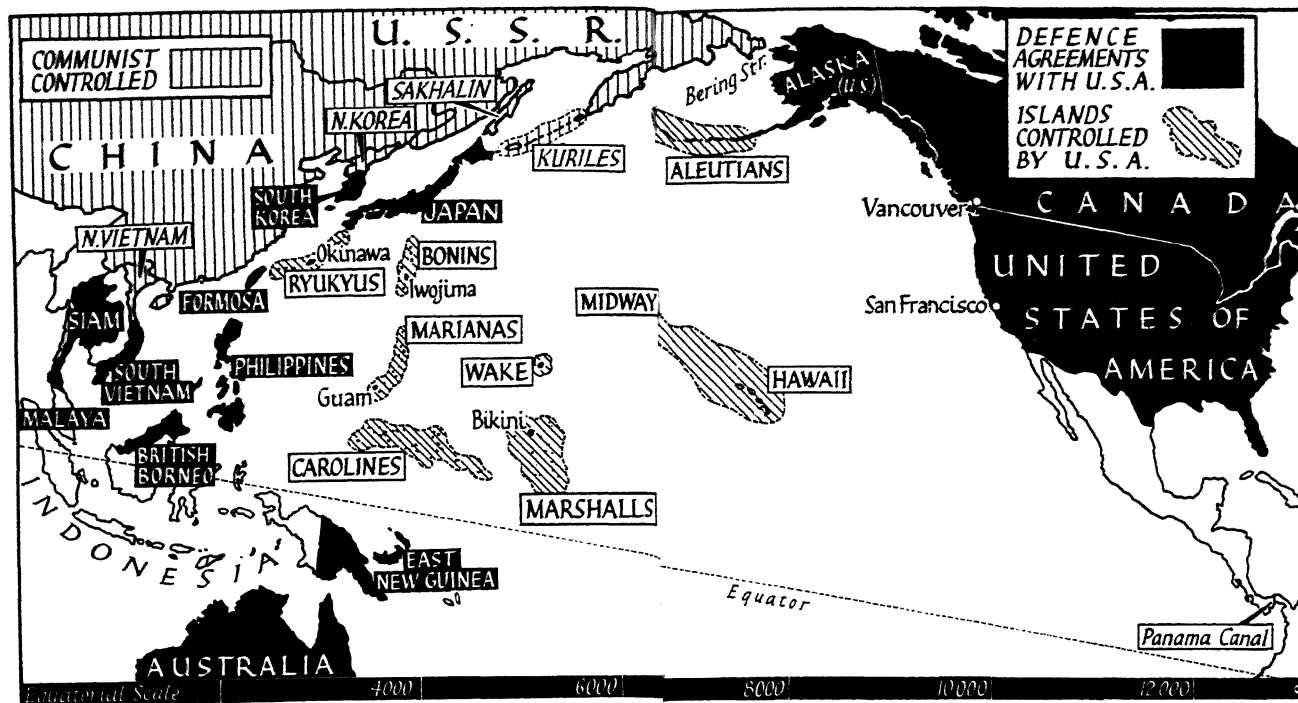 COMMUNIST
CONTROLLED
U. S. S. R.
DEFENCE
AGREEMENTS
WITH U.S.A.
ISLANDS
CONTROLLED
BY U.S.A.
SAKHALIN
N.KOREA
CHINA
Bering Str.
ALASKA
(U S)
KURILES
ALEUTIANS
SOUTH
KOREA
JAPAN
Vancouver
CANADA
N.VIETNAM
Okinawa
RYUKYUS
BONINS
Iwojima
UNITED
STATES OF
AMERICA
FORMOSA
MIDWAY
San Francisco
SIAM
MARIANAS
SOUTH
VIETNAM
PHILIPPINES
WAKE
HAWAII
Guam
MALAYA
Bikini
BRITISH
BORNEO
CAROLINES
MARSHALLS
INDONESIA
EAST
NEW GUINEA
Equator
Panama Canal
AUSTRALIA
Equatorial Scale
4000
6000
8000
10000
12,000